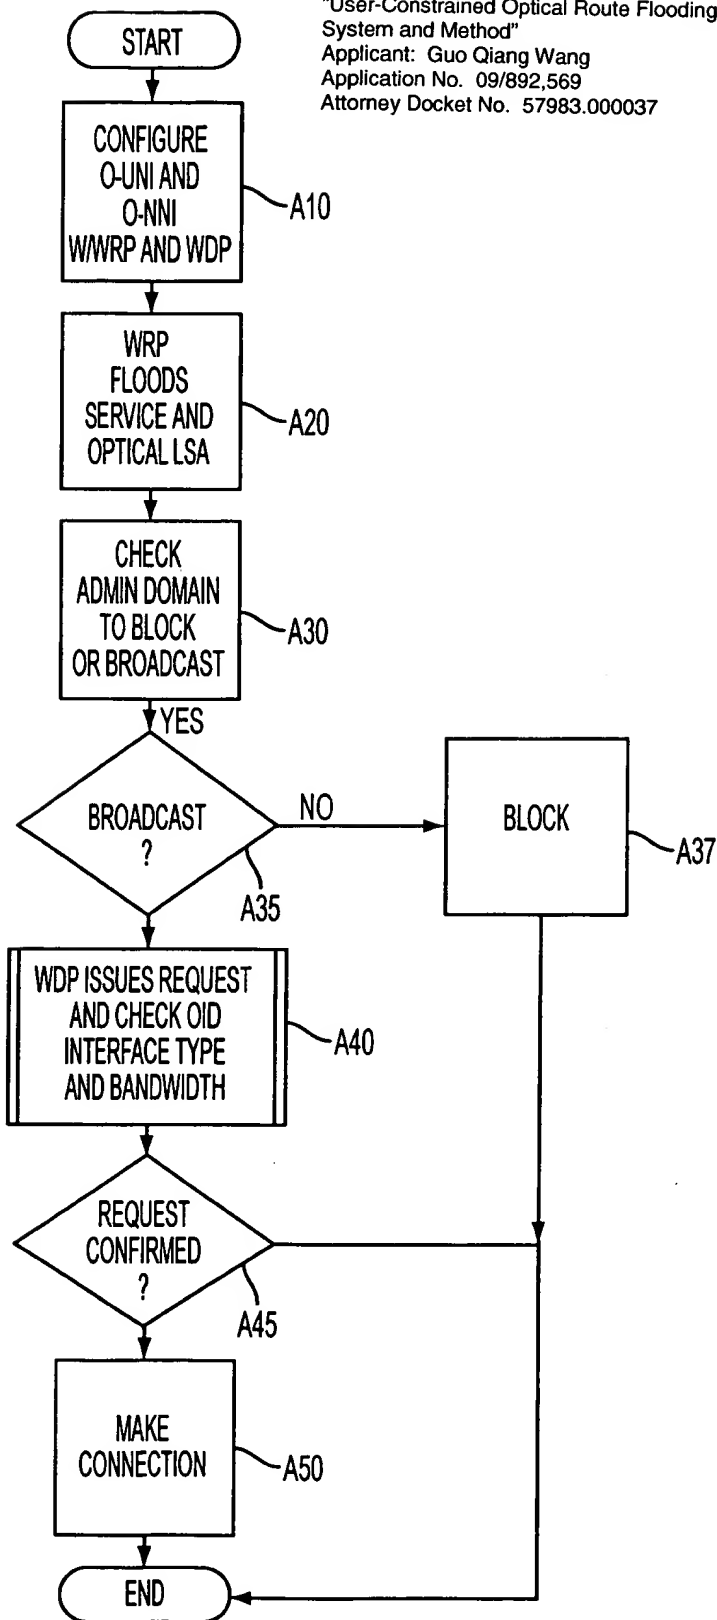 "User-Constrained Optical Route Flooding
System and Method"
Applicant: Guo Qiang Wang
Application No. 09/892,569
Attorney Docket No. 57983.000037
START
CONFIGURE
O-UNI AND
O-NNI
W/WRP AND WDP
A10
WRP
FLOODS
SERVICE AND
OPTICAL LSA
A20
CHECK
ADMIN DOMAIN
TO BLOCK
OR BROADCAST
A30
YES
BROADCAST
?
A35
NO
BLOCK
A37
WDP ISSUES REQUEST
AND CHECK OID
INTERFACE TYPE
AND BANDWIDTH
A40
REQUEST
CONFIRMED
?
A45
MAKE
CONNECTION
A50
END